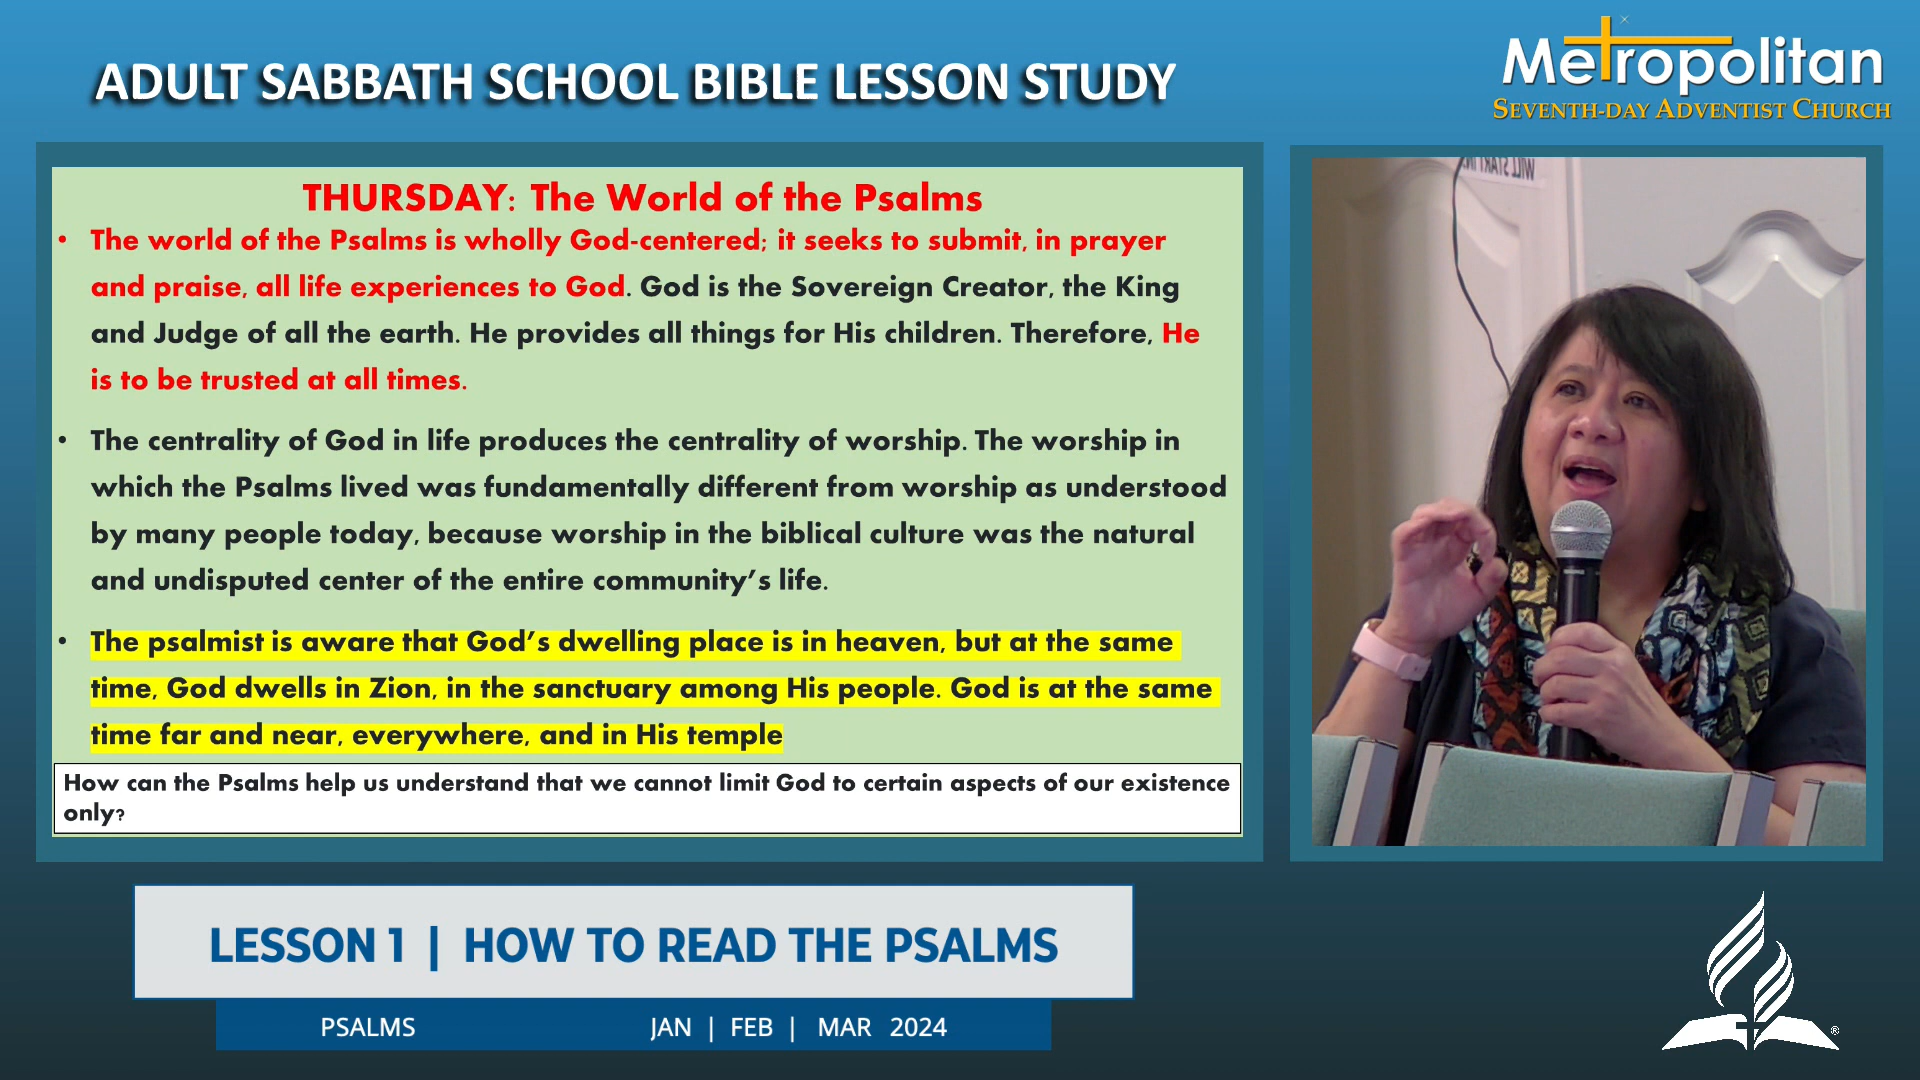 ADULT SABBATH SCHOOL BIBLE LESSON STUDY
Metropolitan
SEVENTH-DAY ADVENTIST CHURCH
THURSDAY: The World of the Psalms
• The world of the Psalms is wholly God-centered; it seeks to submit, in prayer
and praise, all life experiences to God. God is the Sovereign Creator, the King
and Judge of all the earth. He provides all things for His children. Therefore, He
is to be trusted at all times.
• The centrality of God in life produces the centrality of worship. The worship in
which the Psalms lived was fundamentally different from worship as understood
by many people today, because worship in the biblical culture was the natural
and undisputed center of the entire community's life.
• The psalmist is aware that God's dwelling place is in heaven, but at the same
time, God dwells in Zion, in the sanctuary among His people. God is at the same
time far and near, everywhere, and in His temple
How can the Psalms help us understand that we cannot limit God to certain aspects of our existence
only?
WILL START IN
LESSON 1 | HOW TO READ THE PSALMS
PSALMS JAN | FEB | MAR 2024
®